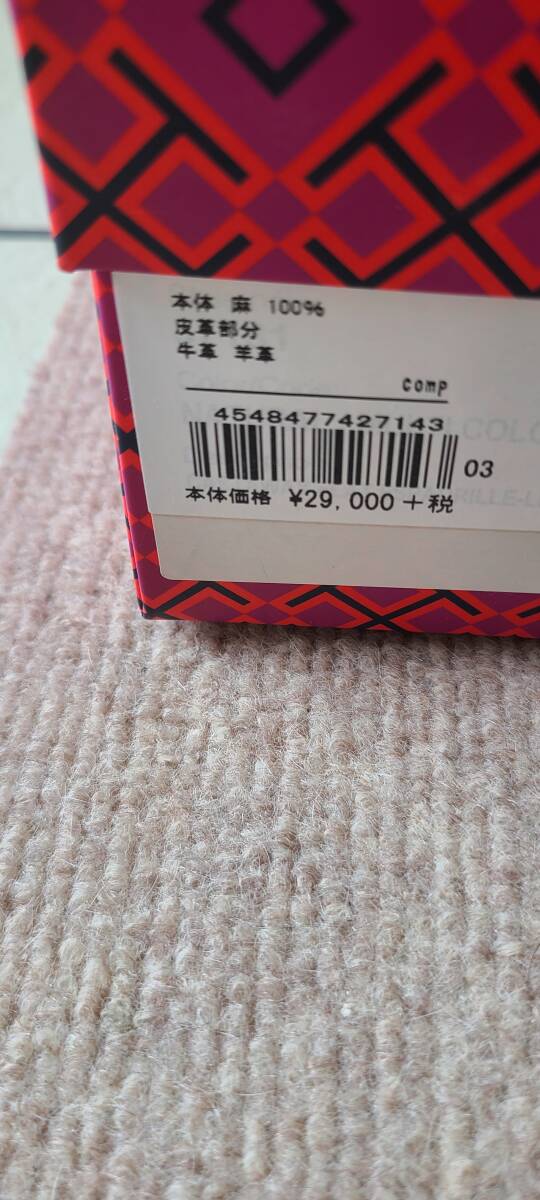 本体 麻 100%
皮革部分
牛革 羊革
comp
4548477427143
03
本体価格 ¥29,000 +税